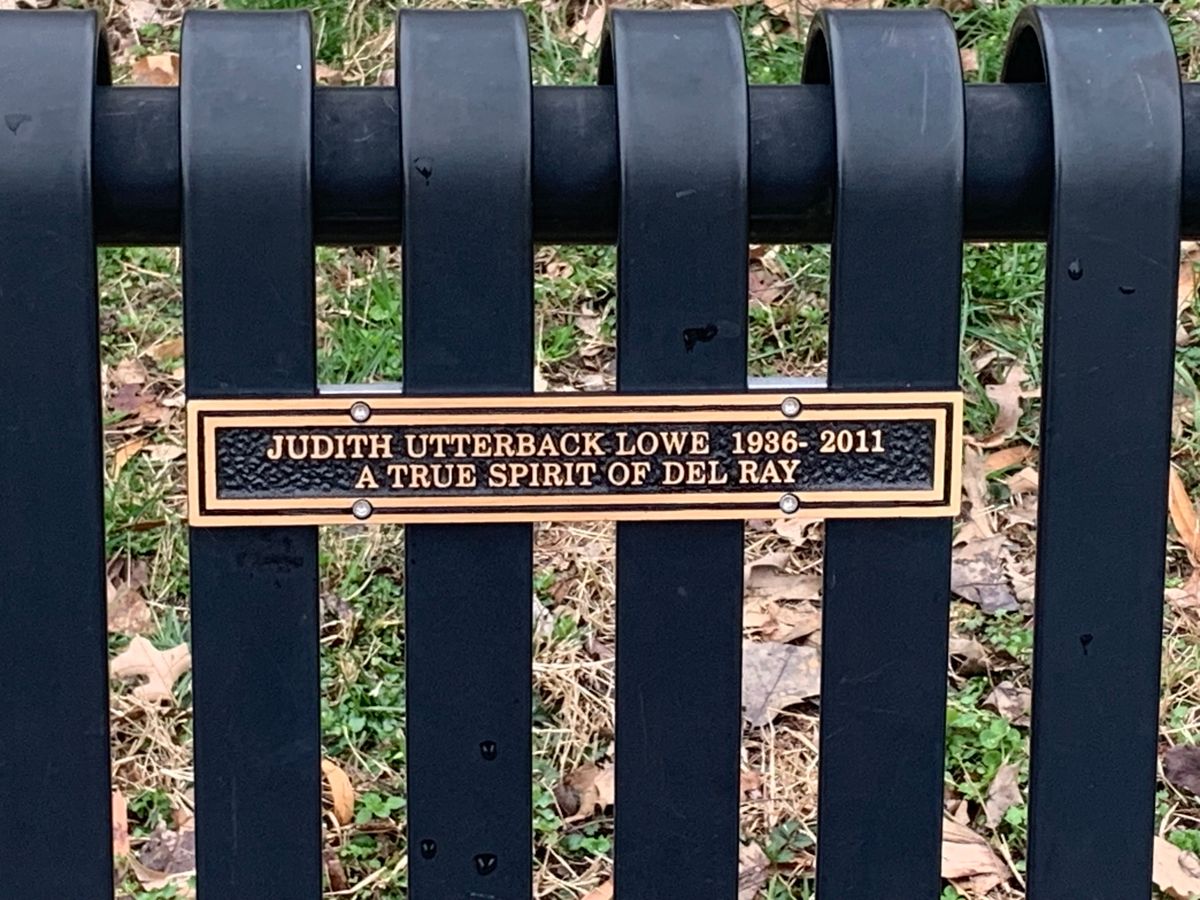 JUDITH UTTERBACK LOWE 1936- 2011
A TRUE SPIRIT OF DEL RAY